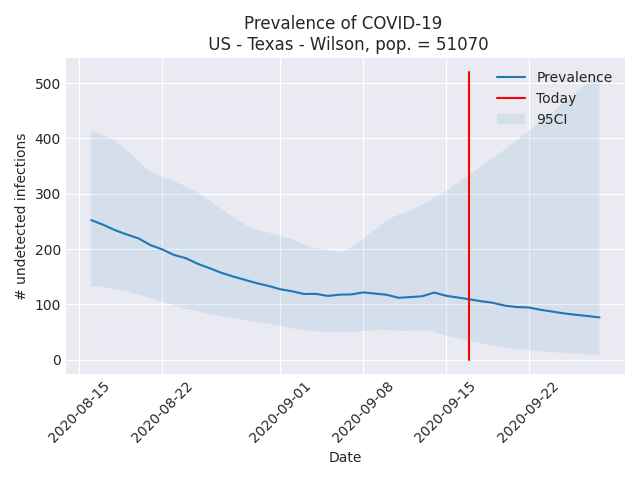 Prevalence of COVID-19
US - Texas - Wilson, pop. = 51070
Prevalence
Today
95CI
500
400
300
200
100
0
# undetected infections
2020-08-15
2020-08-22
2020-09-01
2020-09-08
2020-09-15
2020-09-22
Date